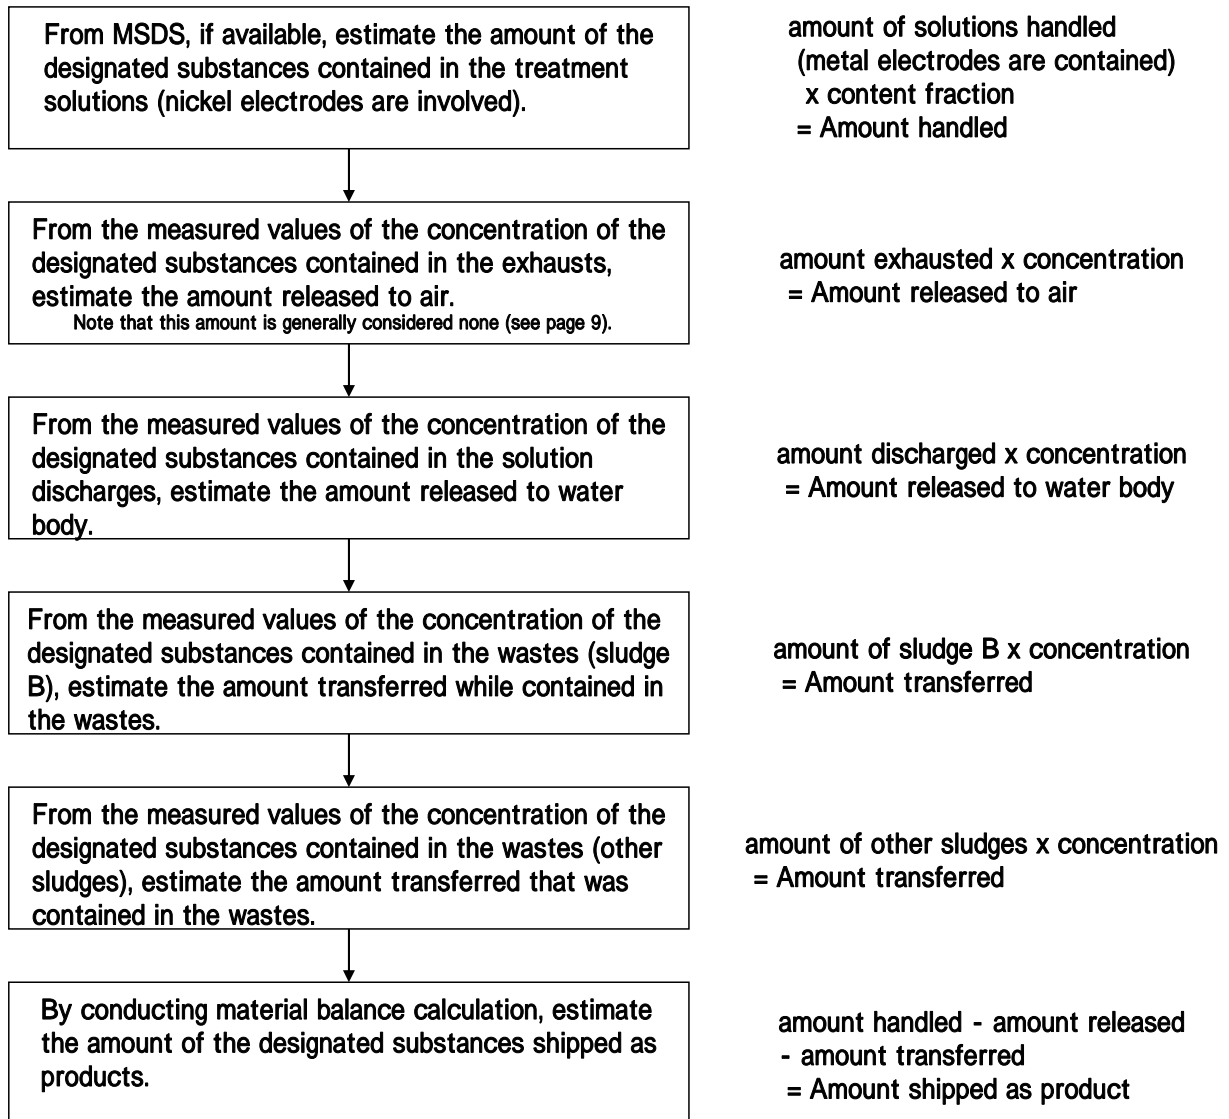 From MSDS, if available, estimate the amount of the
designated substances contained in the treatment
solutions (nickel electrodes are involved).
amount of solutions handled
(metal electrodes are contained)
x content fraction
= Amount handled
From the measured values of the concentration of the
designated substances contained in the exhausts,
estimate the amount released to air.
Note that this amount is generally considered none (see page 9).
amount exhausted x concentration
= Amount released to air
From the measured values of the concentration of the
designated substances contained in the solution
discharges, estimate the amount released to water
body.
amount discharged x concentration
= Amount released to water body
From the measured values of the concentration of the
designated substances contained in the wastes (sludge
B), estimate the amount transferred while contained in
the wastes.
amount of sludge B x concentration
= Amount transferred
From the measured values of the concentration of the
designated substances contained in the wastes (other
sludges), estimate the amount transferred that was
contained in the wastes.
amount of other sludges x concentration
= Amount transferred
By conducting material balance calculation, estimate
the amount of the designated substances shipped as
products.
amount handled - amount released
- amount transferred
= Amount shipped as product